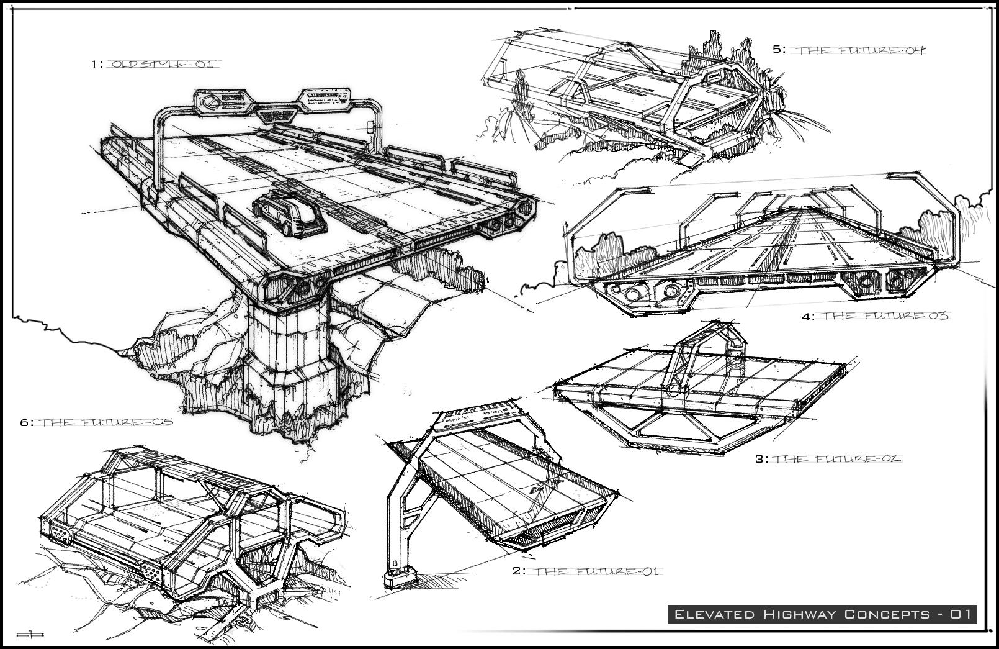 1: OLD STYLE-01
5: THE FUTURE-04
4: THE FUTURE-03
6: THE FUTURE-05
3: THE FUTURE-02
2: THE FUTURE-01
ELEVATED HIGHWAY CONCEPTS - 01